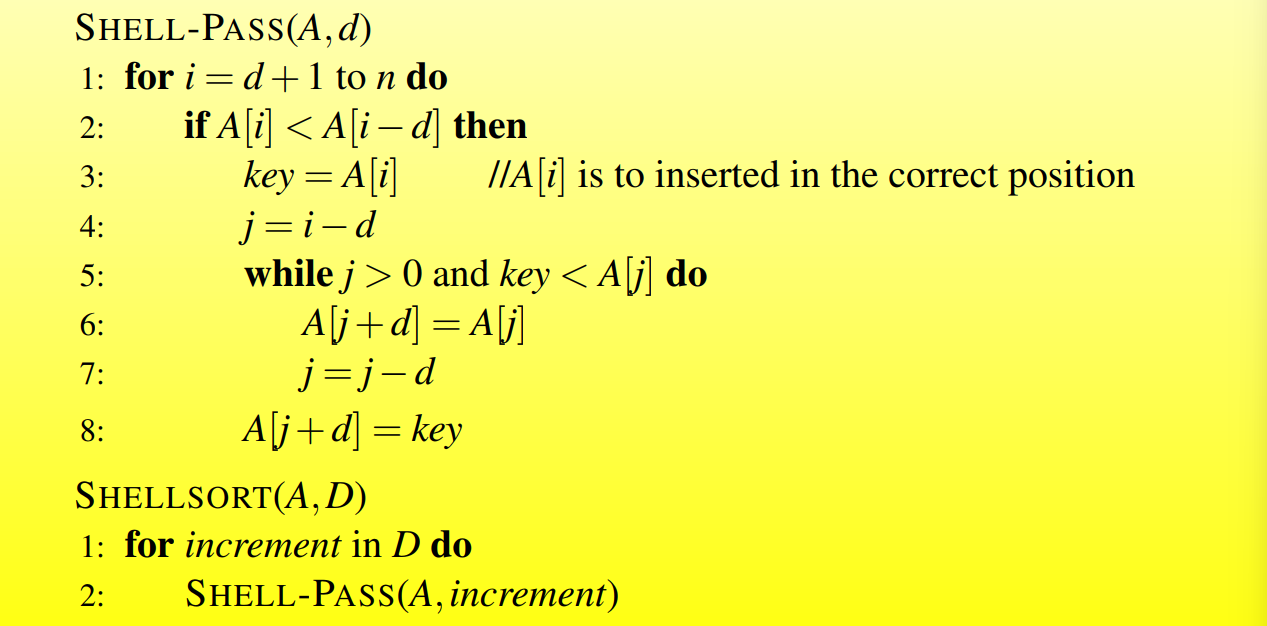 SHELL-PASS(A,d)
1: for i = d+1 to n do
2: if A[i] < A[i−d] then
3: key = A[i] //A[i] is to inserted in the correct position
4: j = i−d
5: while j > 0 and key < A[j] do
6: A[j+d] = A[j]
7: j = j−d
8: A[j+d] = key
SHELLSORT(A,D)
1: for increment in D do
2: SHELL-PASS(A,increment)